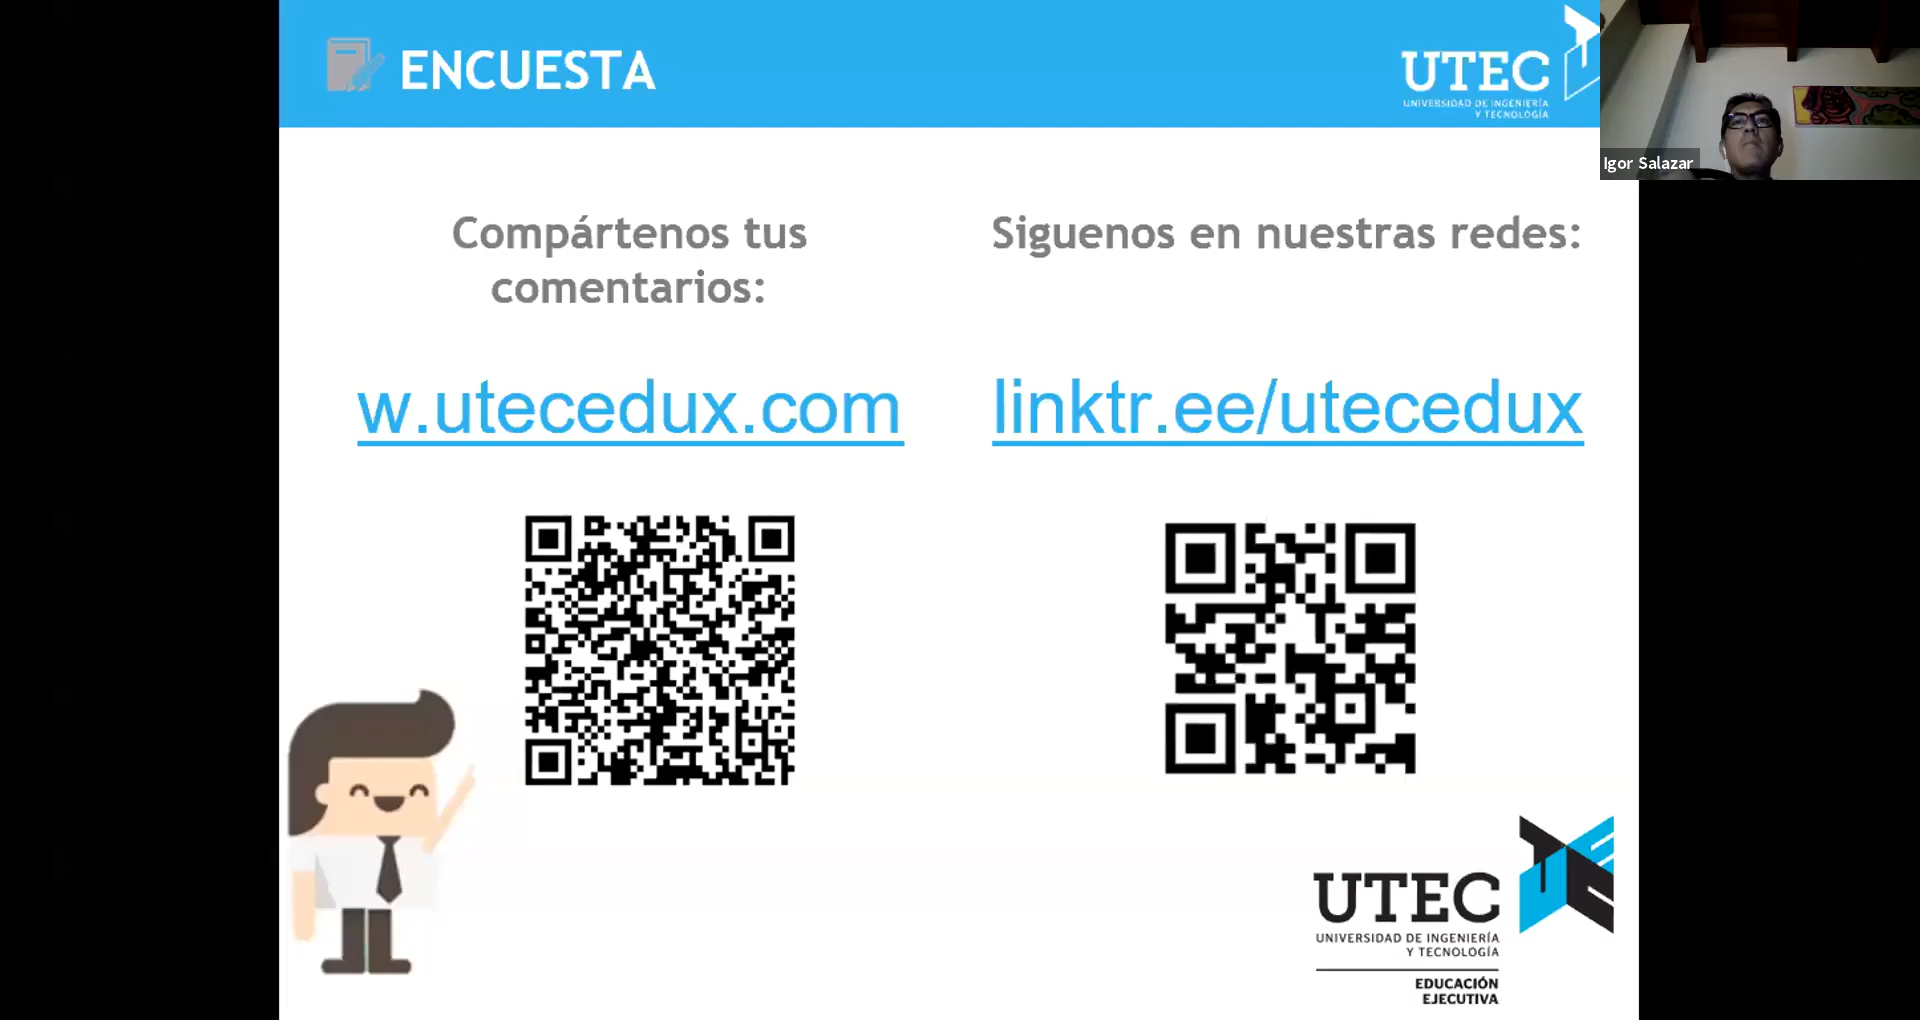 ENCUESTA
UTEC
UNIVERSIDAD DE INGENIERÍA
Y TECNOLOGÍA
Igor Salazar
Compártenos tus
comentarios:
w.utecedux.com
Siguenos en nuestras redes:
linktr.ee/utecedux
UTEC
UNIVERSIDAD DE INGENIERÍA
Y TECNOLOGÍA
EDUCACIÓN
EJECUTIVA
UTEC